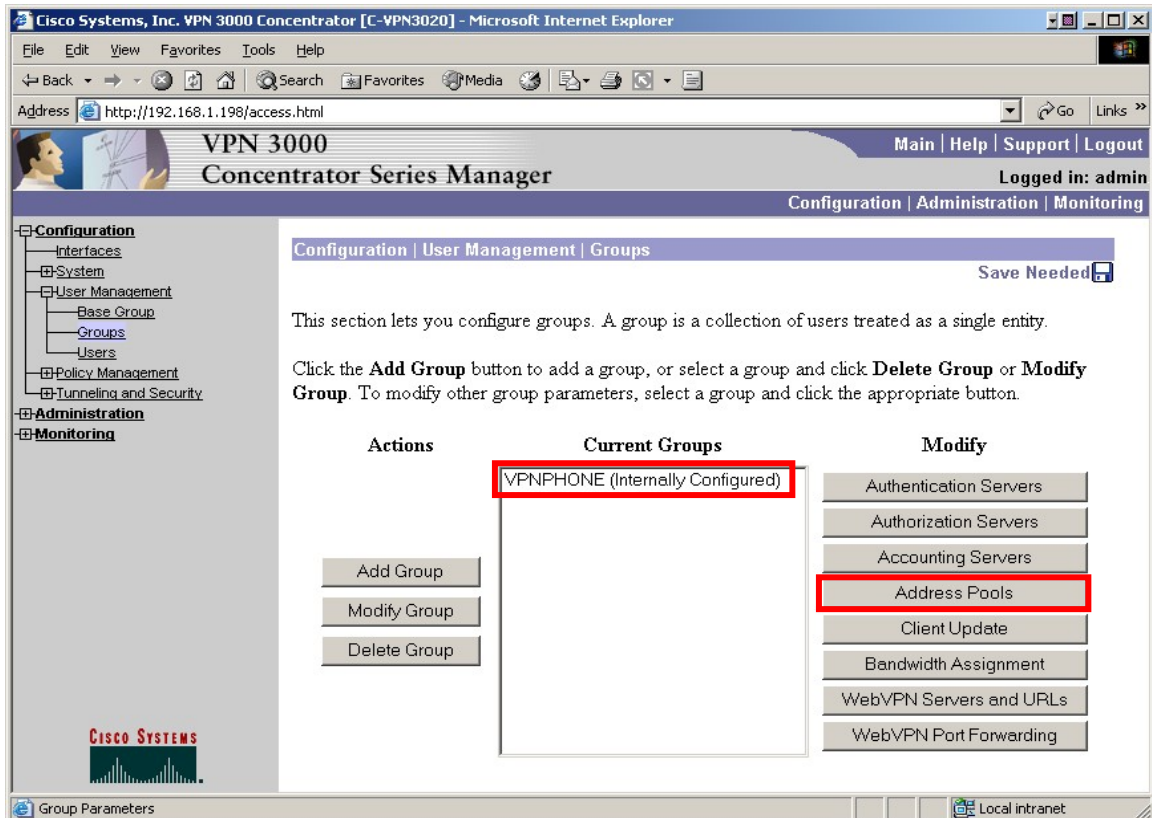 Cisco Systems, Inc. VPN 3000 Concentrator [C-VPN3020] - Microsoft Internet Explorer
File Edit View Favorites Tools Help
Back Search Favorites Media
Address http://192.168.1.198/access.html Go Links »
VPN 3000
Concentrator Series Manager
Main | Help | Support | Logout
Logged in: admin
Configuration | Administration | Monitoring
Configuration
Interfaces
System
User Management
Base Group
Groups
Users
Policy Management
Tunneling and Security
Administration
Monitoring
CISCO SYSTEMS
Configuration | User Management | Groups
Save Needed
This section lets you configure groups. A group is a collection of users treated as a single entity.
Click the Add Group button to add a group, or select a group and click Delete Group or Modify
Group. To modify other group parameters, select a group and click the appropriate button.
Actions
Add Group
Modify Group
Delete Group
Current Groups
VPNPHONE (Internally Configured)
Modify
Authentication Servers
Authorization Servers
Accounting Servers
Address Pools
Client Update
Bandwidth Assignment
WebVPN Servers and URLs
WebVPN Port Forwarding
Group Parameters
Local intranet